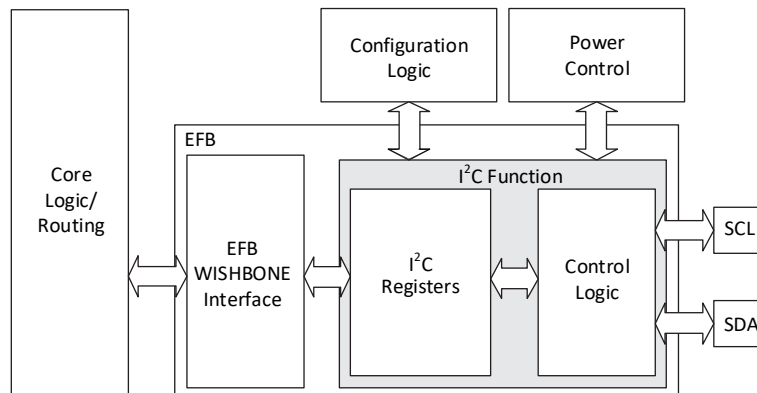 Configuration
Logic
Power
Control
EFB
I²C Function
Core
Logic/
Routing
EFB
WISHBONE
Interface
I²C
Registers
Control
Logic
SCL
SDA